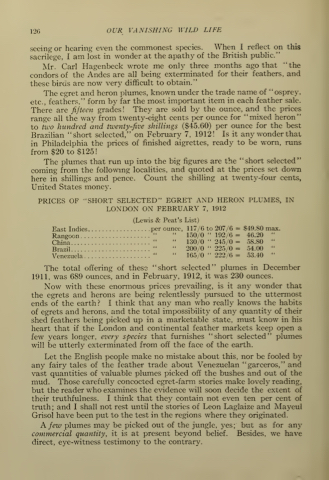 126 OUR VANISHING WILD LIFE
seeing or hearing even the commonest species. When I reflect on this
sacrilege, I am lost in wonder at the apathy of the British public."
Mr. Carl Hagenbeck wrote me only three months ago that "the
condors of the Andes are all being exterminated for their feathers, and
these birds are now very difficult to obtain."
The egret and heron plumes, known under the trade name of "osprey,
etc., feathers," form by far the most important item in each feather sale.
There are fifteen grades! They are sold by the ounce, and the prices
range all the way from twenty-eight cents per ounce for "mixed heron"
to two hundred and twenty-five shillings ($45.60) per ounce for the best
Brazilian "short selected," on February 7, 1912! Is it any wonder that
in Philadelphia the prices of finished aigrettes, ready to be worn, runs
from $20 to $125!
The plumes that run up into the big figures are the "short selected"
coming from the following localities, and quoted at the prices set down
here in shillings and pence. Count the shilling at twenty-four cents,
United States money.
PRICES OF "SHORT SELECTED" EGRET AND HERON PLUMES, IN
LONDON ON FEBRUARY 7, 1912
(Lewis & Peat's List)
East Indies.................per ounce, 117/6 to 207/6 = $49.80 max.
Rangoon.................... " " 150/0 " 192/6 = 46.20 "
China...................... " " 130/0 " 245/0 = 58.80 "
Brazil..................... " " 200/0 " 225/0 = 54.00 "
Venezuela.................. " " 165/0 " 222/6 = 53.40 "
The total offering of these "short selected" plumes in December
1911, was 689 ounces, and in February, 1912, it was 230 ounces.
Now with these enormous prices prevailing, is it any wonder that
the egrets and herons are being relentlessly pursued to the uttermost
ends of the earth? I think that any man who really knows the habits
of egrets and herons, and the total impossibility of any quantity of their
shed feathers being picked up in a marketable state, must know in his
heart that if the London and continental feather markets keep open a
few years longer, every species that furnishes "short selected" plumes
will be utterly exterminated from off the face of the earth.
Let the English people make no mistake about this, nor be fooled by
any fairy tales of the feather trade about Venezuelan "garceros," and
vast quantities of valuable plumes picked off the bushes and out of the
mud. Those carefully concocted egret-farm stories make lovely reading,
but the reader who examines the evidence will soon decide the extent of
their truthfulness. I think that they contain not even ten per cent of
truth; and I shall not rest until the stories of Leon Laglaize and Mayeul
Grisol have been put to the test in the regions where they originated.
A few plumes may be picked out of the jungle, yes; but as for any
commercial quantity, it is at present beyond belief. Besides, we have
direct, eye-witness testimony to the contrary.